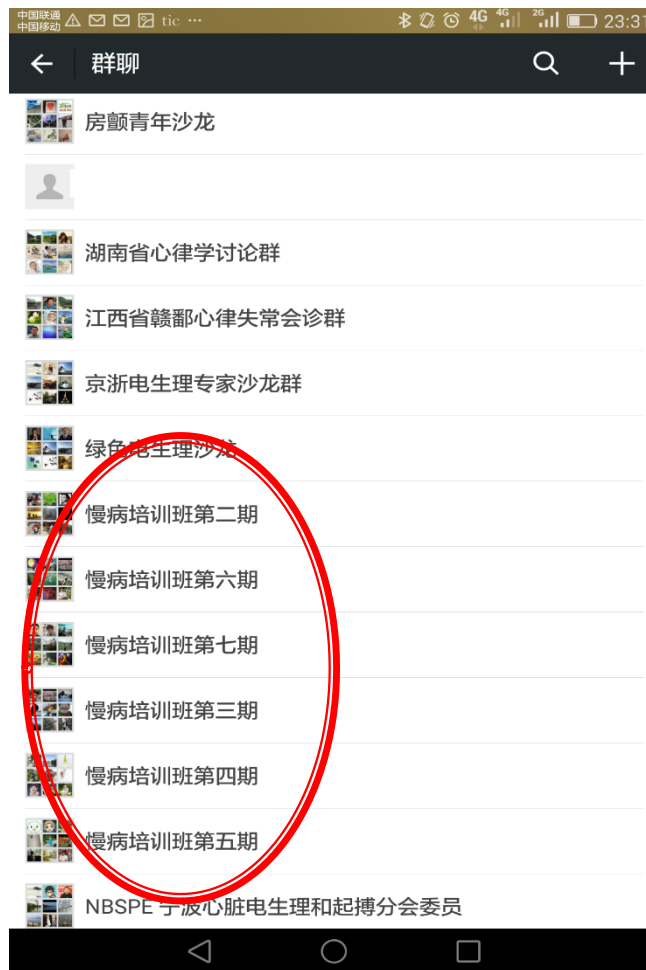 中国联通
中国移动
tic ...
4G 4G 2G 23:31
群聊
房颤青年沙龙
湖南省心律学讨论群
江西省赣鄱心律失常会诊群
京浙电生理专家沙龙群
绿色电生理沙龙
慢病培训班第二期
慢病培训班第六期
慢病培训班第七期
慢病培训班第三期
慢病培训班第四期
慢病培训班第五期
NBSPE 宁波心脏电生理和起搏分会委员